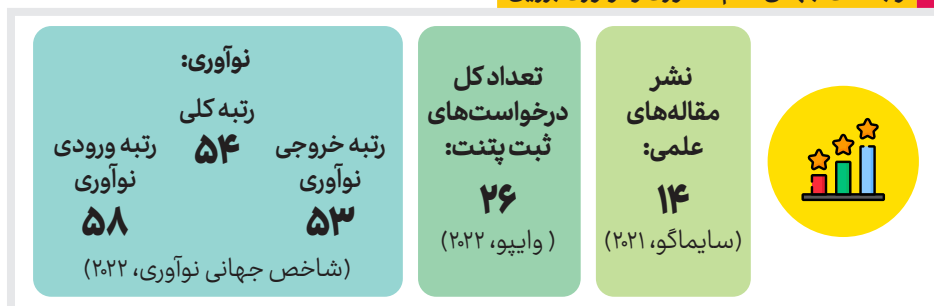 نشر
مقاله‌های
علمی:
۱۴
(سایماگو، ۲۰۲۱)
تعداد کل
درخواست‌های
ثبت پتنت:
۲۶
( وایپو، ۲۰۲۲)
نوآوری:
رتبه کلی
۵۴
رتبه خروجی
نوآوری
۵۳
رتبه ورودی
نوآوری
۵۸
(شاخص جهانی نوآوری، ۲۰۲۲)